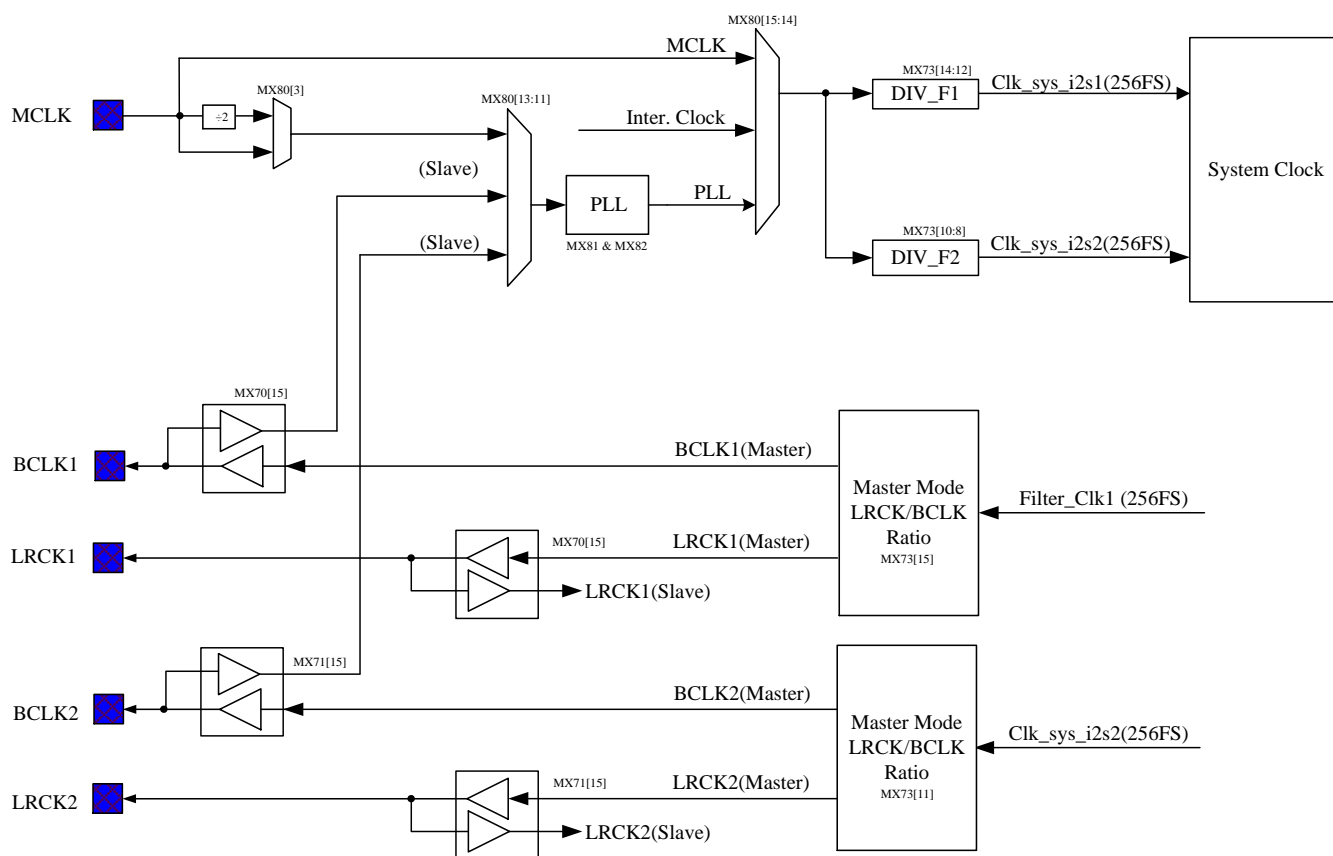 MX80[15:14]
MCLK
MX73[14:12]
Clk_sys_i2s1(256FS)
DIV_F1
MX80[3]
MX80[13:11]
MCLK
÷2
Inter. Clock
(Slave)
System Clock
PLL
PLL
(Slave)
MX81 & MX82
MX73[10:8]
Clk_sys_i2s2(256FS)
DIV_F2
MX70[15]
BCLK1
BCLK1(Master)
Master Mode
LRCK/BCLK
Ratio
MX73[15]
Filter_Clk1 (256FS)
LRCK1
MX70[15]
LRCK1(Master)
LRCK1(Slave)
MX71[15]
BCLK2
BCLK2(Master)
Master Mode
LRCK/BCLK
Ratio
MX73[11]
Clk_sys_i2s2(256FS)
LRCK2
MX71[15]
LRCK2(Master)
LRCK2(Slave)